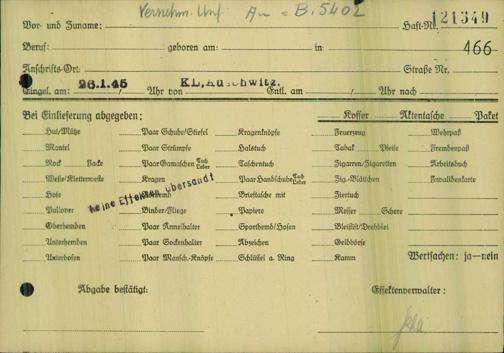 Vernehm. Unf. Au = B. 5402
Vor- und Zuname: Haft-Nr. 121349
Beruf: geboren am: in: 466
Anschrifts-Ort: Straße Nr.
Eingel. am: 26.1.45 Uhr von KL, Auschwitz. Entl. am / Uhr nach
Bei Einlieferung abgegeben: Koffer Aktentasche Paket
Hut/Mütze Paar Schuhe/Stiefel Kragenknöpfe Feuerzeug Wehrpaß
Mantel Paar Strümpfe Halstuch Tabak Pfeife Fremdenpaß
Rock Jacke Paar Gamaschen Tuch Leder Taschentuch Zigarren/Zigaretten Arbeitsbuch
Weste/Kletterweste Kragen Paar Handschuhe Tuch Leder Zig-Blättchen Invalidenkarte
Hose Vorhemd Brieftasche mit Ziertuch
keine Effekten übersandt
Pullover Binder/Fliege Papiere Messer Schere
Oberhemden Paar Ärmelhalter Sporthemd/Hosen Bleistift/Drehblei
Unterhemden Paar Sockenhalter Abzeichen Geldbörse
Unterhosen Paar Mansch.-Knöpfe Schlüssel a. Ring Kamm Wertsachen: ja—nein
Abgabe bestätigt: Effektenverwalter: